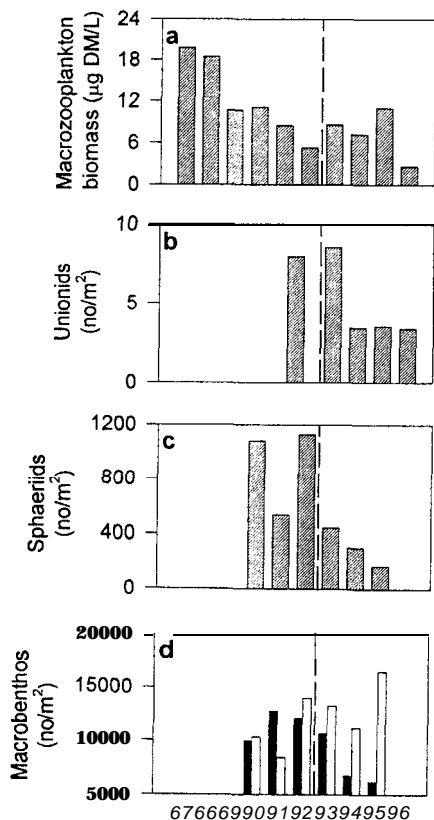 24
18
12
6
0
Macrozooplankton
biomass (µg DM/L)
a
10
5
0
Unionids
(no/m²)
b
1200
800
400
0
Sphaeriids
(no/m²)
c
20000
15000
10000
5000
Macrobenthos
(no/m²)
d
67666990919293949596